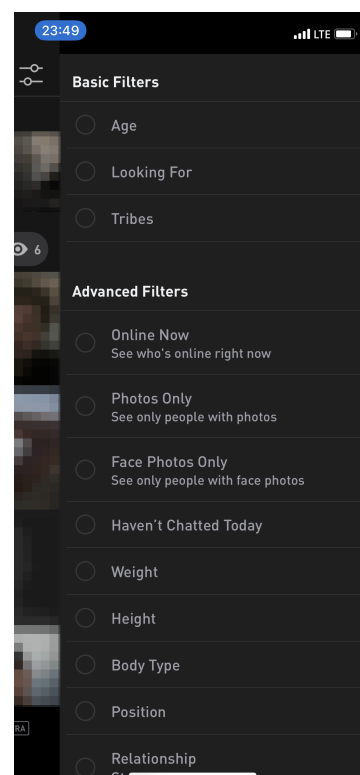 23:49
LTE
Basic Filters
Age
Looking For
Tribes
6
Advanced Filters
Online Now
See who's online right now
Photos Only
See only people with photos
Face Photos Only
See only people with face photos
Haven't Chatted Today
Weight
Height
Body Type
Position
RA
Relationship